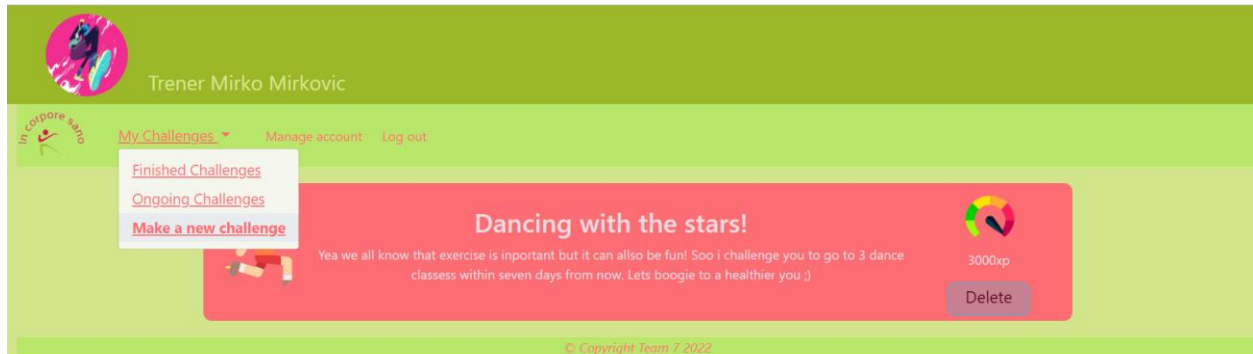 Trener Mirko Mirkovic
In corpore sano
My Challenges
Manage account
Log out
Finished Challenges
Ongoing Challenges
Make a new challenge
Dancing with the stars!
Yea we all know that exercise is inportant but it can allso be fun! Soo i challenge you to go to 3 dance
classess within seven days from now. Lets boogie to a healthier you ;)
3000xp
Delete
© Copyright Team 7 2022